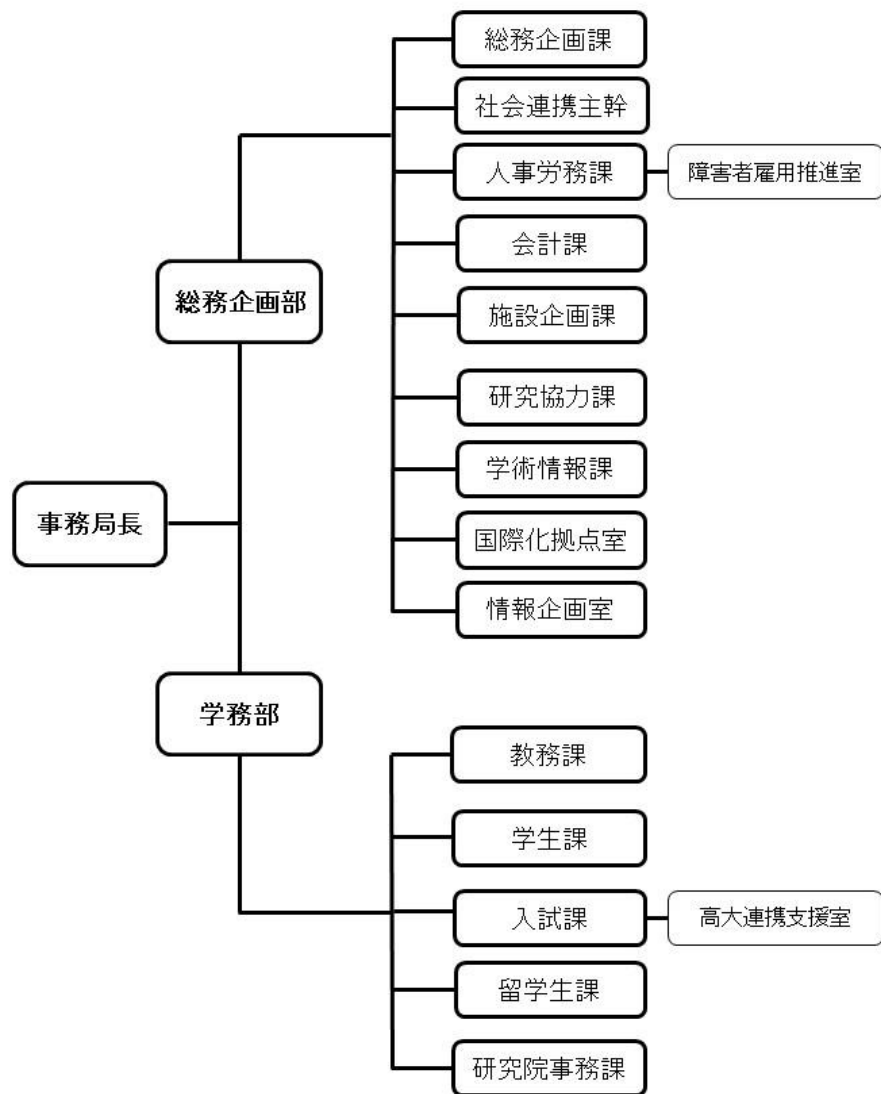 事務局長
総務企画部
総務企画課
社会連携主幹
人事労務課
障害者雇用推進室
会計課
施設企画課
研究協力課
学術情報課
国際化拠点室
情報企画室
学務部
教務課
学生課
入試課
高大連携支援室
留学生課
研究院事務課